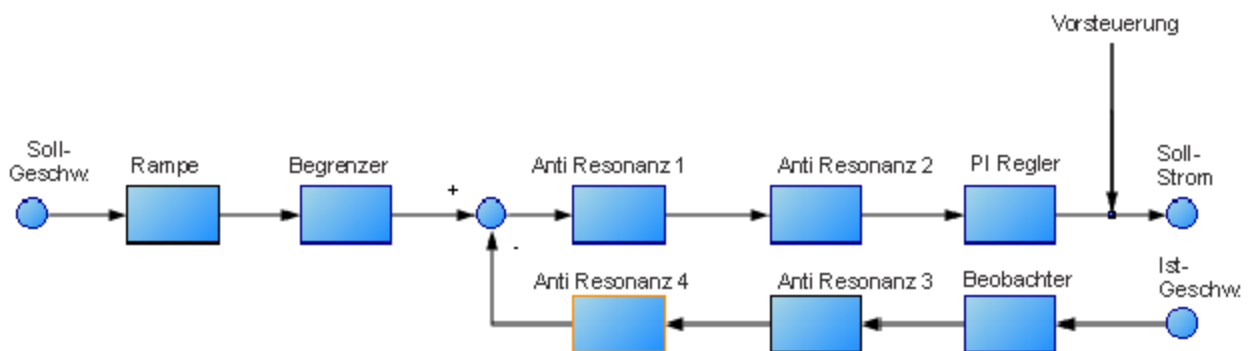 Vorsteuerung
Soll-
Geschw.
Rampe
Begrenzer
+
Anti Resonanz 1
Anti Resonanz 2
PI Regler
Soll-
Strom
-
Anti Resonanz 4
Anti Resonanz 3
Beobachter
Ist-
Geschw.